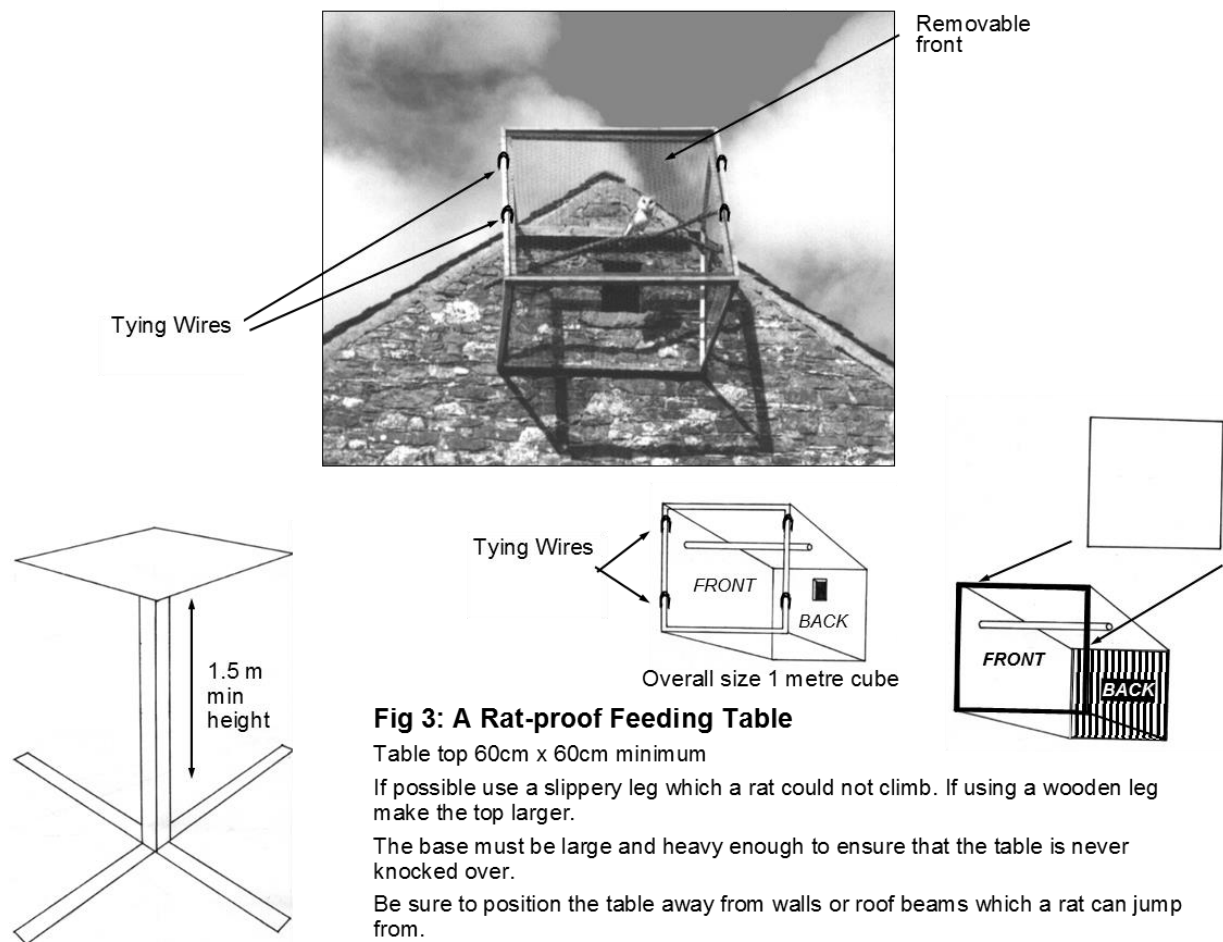 Removable
front
Tying Wires
Tying Wires
FRONT
BACK
Overall size 1 metre cube
FRONT
BACK
1.5 m
min
height
Fig 3: A Rat-proof Feeding Table
Table top 60cm x 60cm minimum
If possible use a slippery leg which a rat could not climb. If using a wooden leg
make the top larger.
The base must be large and heavy enough to ensure that the table is never
knocked over.
Be sure to position the table away from walls or roof beams which a rat can jump
from.